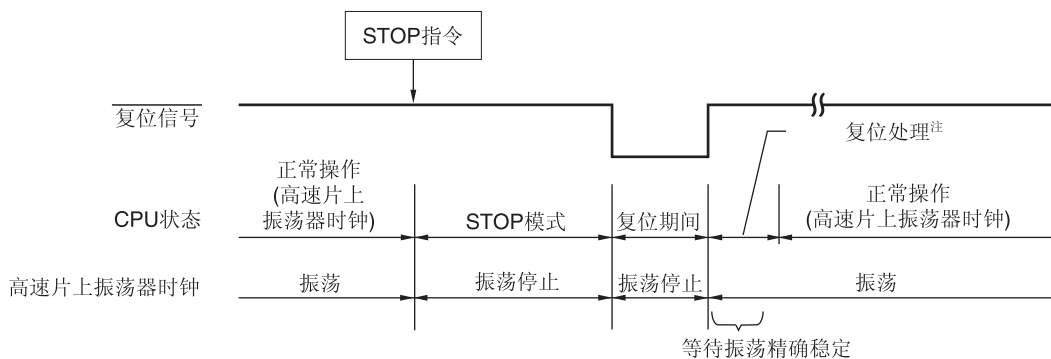 STOP指令
复位信号
复位处理注
正常操作
(高速片上
振荡器时钟)
正常操作
(高速片上振荡器时钟)
CPU状态
STOP模式
复位期间
高速片上振荡器时钟
振荡
振荡停止
振荡停止
振荡
等待振荡精确稳定